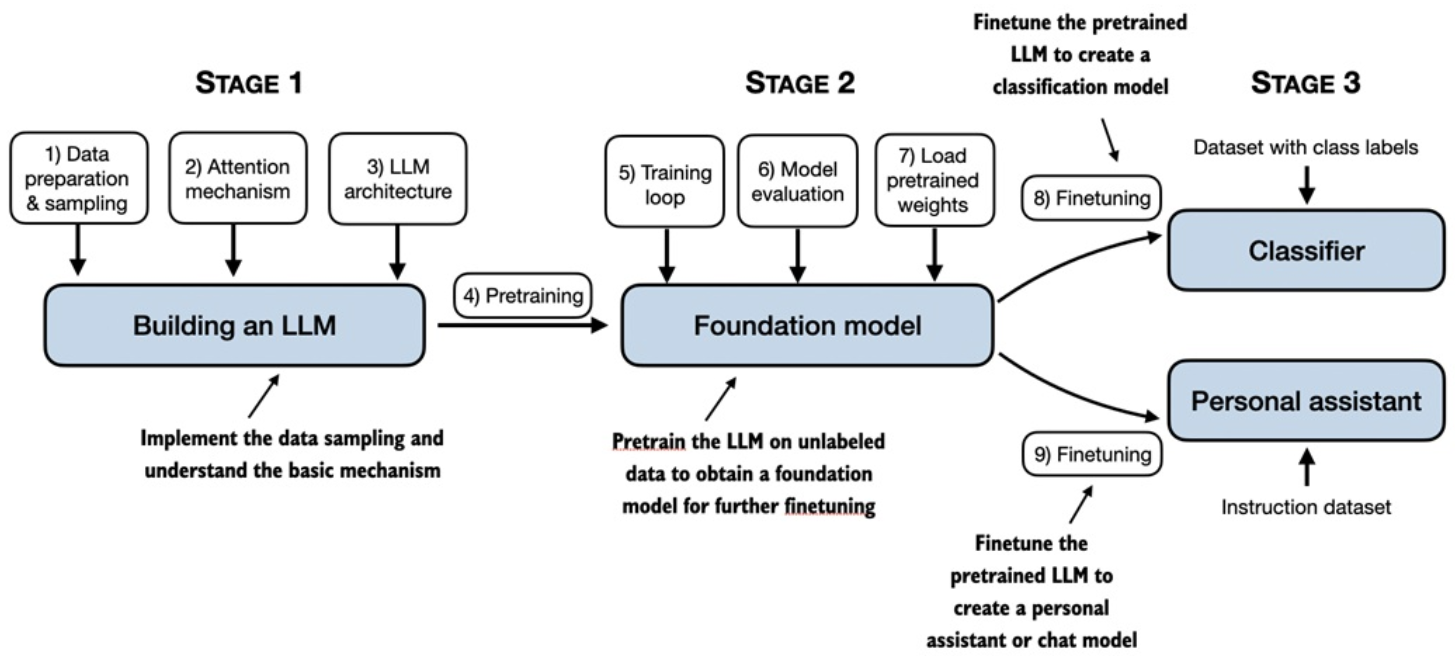 STAGE 1
1) Data
preparation
& sampling
2) Attention
mechanism
3) LLM
architecture
Building an LLM
Implement the data sampling and
understand the basic mechanism
4) Pretraining
STAGE 2
5) Training
loop
6) Model
evaluation
7) Load
pretrained
weights
Foundation model
Pretrain the LLM on unlabeled
data to obtain a foundation
model for further finetuning
Finetune the pretrained
LLM to create a
classification model
8) Finetuning
STAGE 3
Dataset with class labels
Classifier
Personal assistant
9) Finetuning
Instruction dataset
Finetune the
pretrained LLM to
create a personal
assistant or chat model